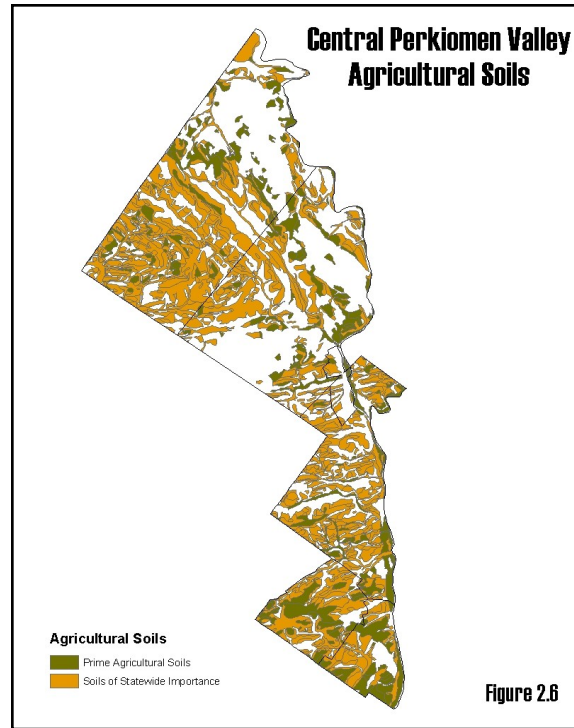 Central Perkiomen Valley
Agricultural Soils
Agricultural Soils
Prime Agricultural Soils
Soils of Statewide Importance
Figure 2.6